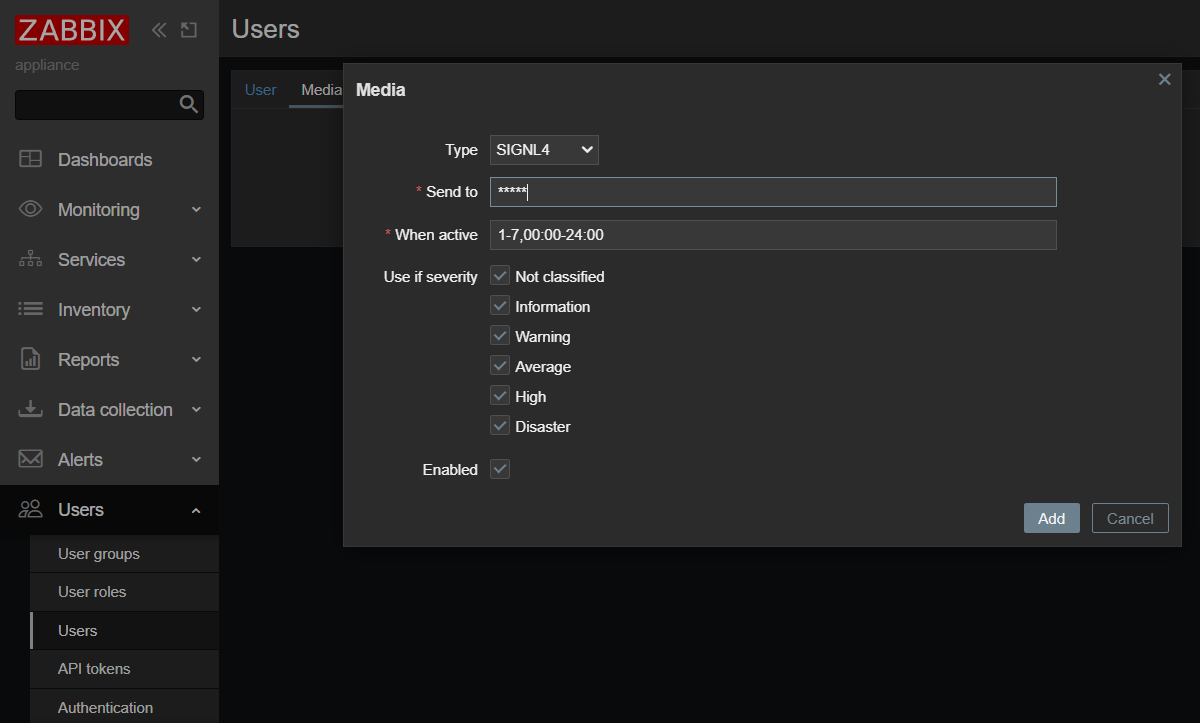 ZABBIX
appliance
Dashboards
Monitoring
Services
Inventory
Reports
Data collection
Alerts
Users
User groups
User roles
Users
API tokens
Authentication
Users
User Media
Media
Type SIGNL4
* Send to *****
* When active 1-7,00:00-24:00
Use if severity Not classified
Information
Warning
Average
High
Disaster
Enabled
Add Cancel